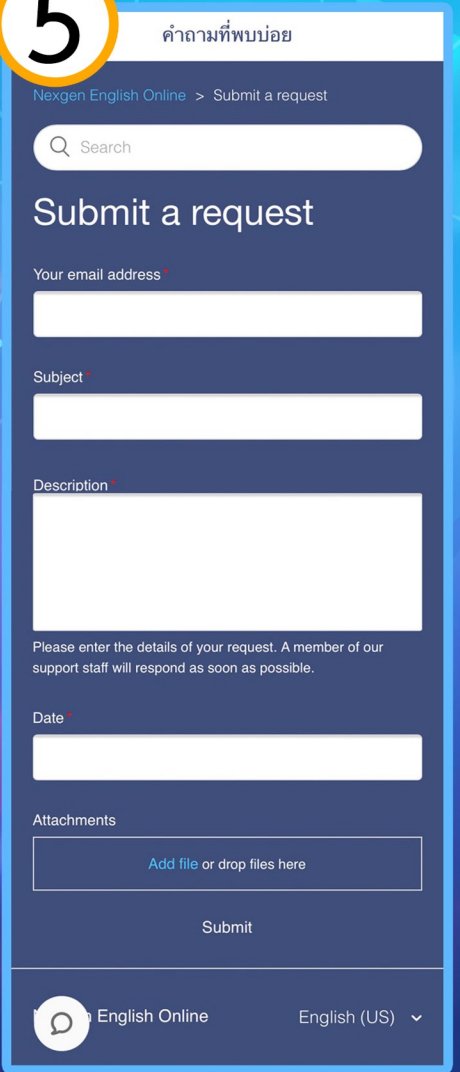 5
คำถามที่พบบ่อย
Nexgen English Online > Submit a request
Search
Submit a request
Your email address*
Subject*
Description*
Please enter the details of your request. A member of our
support staff will respond as soon as possible.
Date*
Attachments
Add file or drop files here
Submit
English Online
English (US)